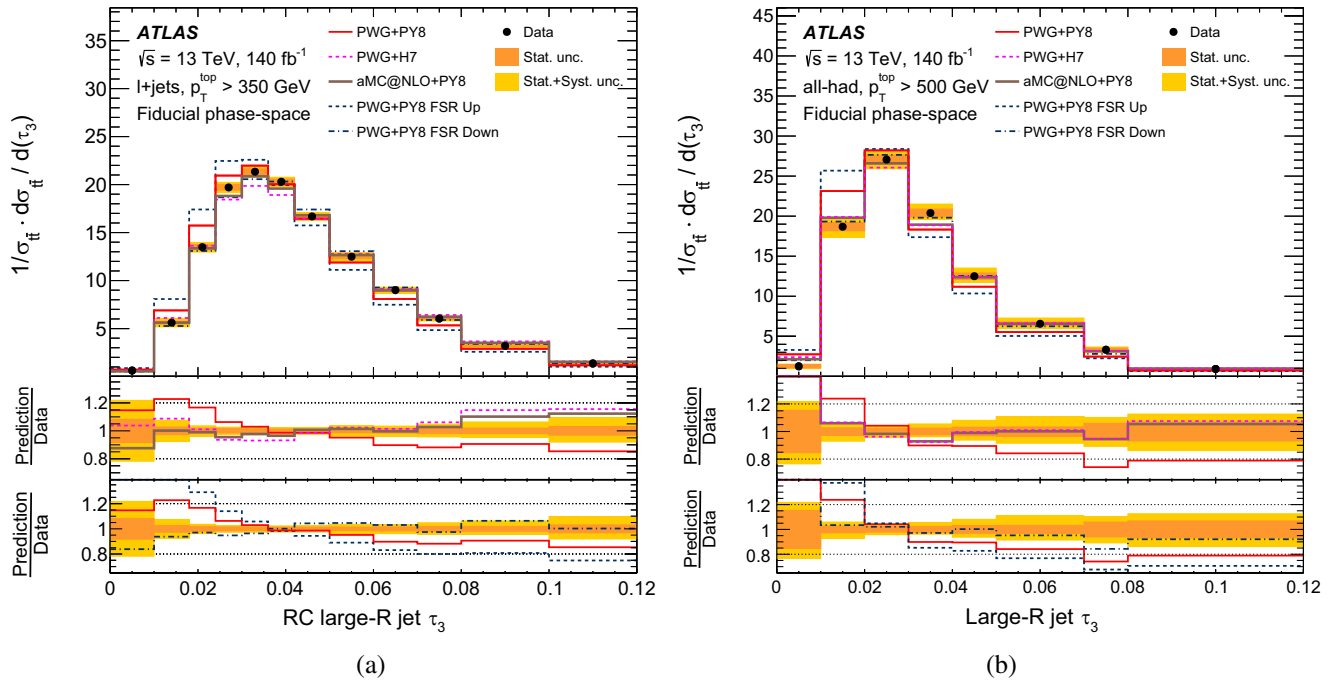 ATLAS
√s = 13 TeV, 140 fb⁻¹
l+jets, p_T^top > 350 GeV
Fiducial phase-space
PWG+PY8
PWG+H7
aMC@NLO+PY8
PWG+PY8 FSR Up
PWG+PY8 FSR Down
Data
Stat. unc.
Stat.+Syst. unc.
1/σ_tt̄ · dσ_tt̄ / d(τ₃)
35
30
25
20
15
10
5
Prediction
Data
1.2
1
0.8
Prediction
Data
1.2
1
0.8
0 0.02 0.04 0.06 0.08 0.1 0.12
RC large-R jet τ₃
(a)
ATLAS
√s = 13 TeV, 140 fb⁻¹
all-had, p_T^top > 500 GeV
Fiducial phase-space
PWG+PY8
PWG+H7
aMC@NLO+PY8
PWG+PY8 FSR Up
PWG+PY8 FSR Down
Data
Stat. unc.
Stat.+Syst. unc.
1/σ_tt̄ · dσ_tt̄ / d(τ₃)
45
40
35
30
25
20
15
10
5
Prediction
Data
1.2
1
0.8
Prediction
Data
1.2
1
0.8
0 0.02 0.04 0.06 0.08 0.1 0.12
Large-R jet τ₃
(b)